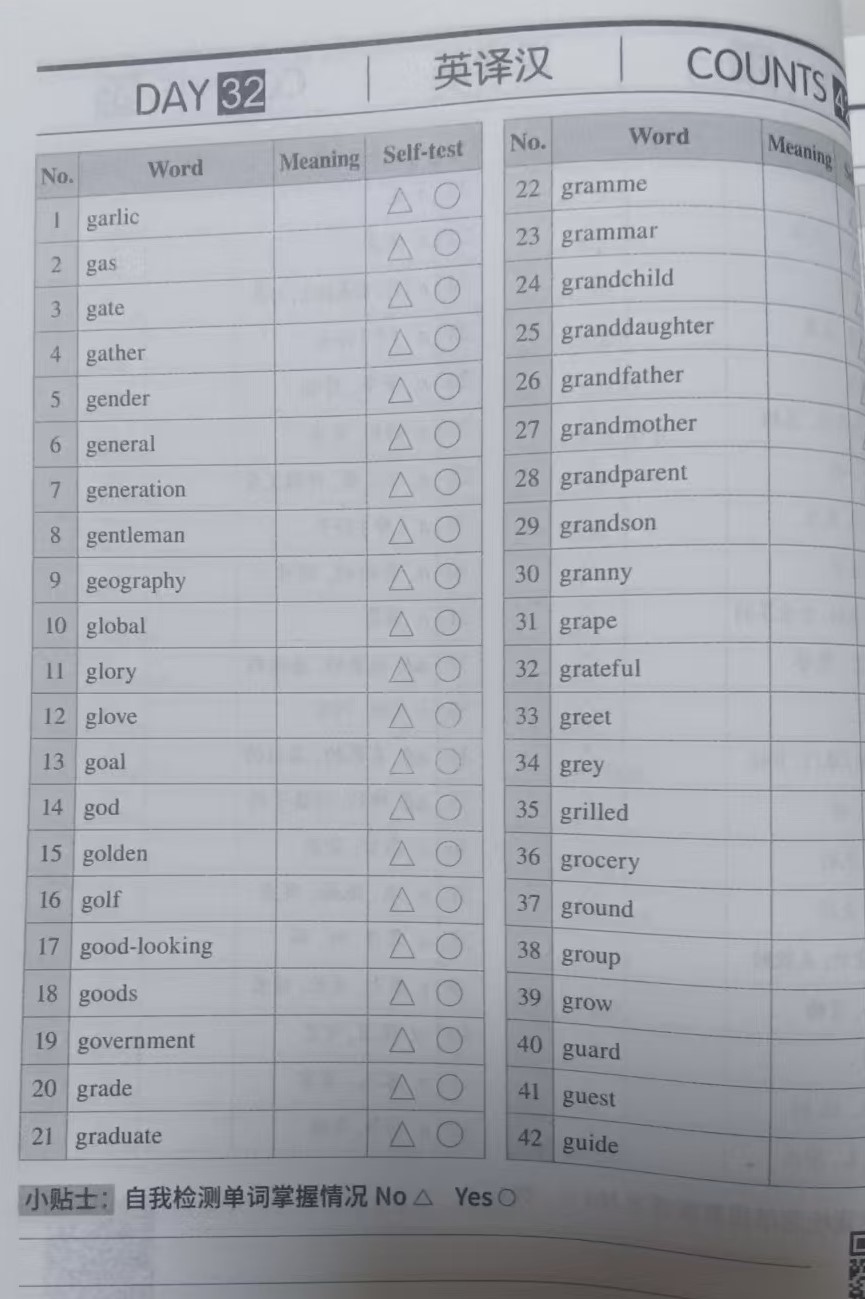 DAY 32
英译汉
COUNTS
No. Word Meaning Self-test
1 garlic △ ○
2 gas △ ○
3 gate △ ○
4 gather △ ○
5 gender △ ○
6 general △ ○
7 generation △ ○
8 gentleman △ ○
9 geography △ ○
10 global △ ○
11 glory △ ○
12 glove △ ○
13 goal △ ○
14 god △ ○
15 golden △ ○
16 golf △ ○
17 good-looking △ ○
18 goods △ ○
19 government △ ○
20 grade △ ○
21 graduate △ ○
No. Word Meaning
22 gramme
23 grammar
24 grandchild
25 granddaughter
26 grandfather
27 grandmother
28 grandparent
29 grandson
30 granny
31 grape
32 grateful
33 greet
34 grey
35 grilled
36 grocery
37 ground
38 group
39 grow
40 guard
41 guest
42 guide
小贴士：自我检测单词掌握情况 No △ Yes ○